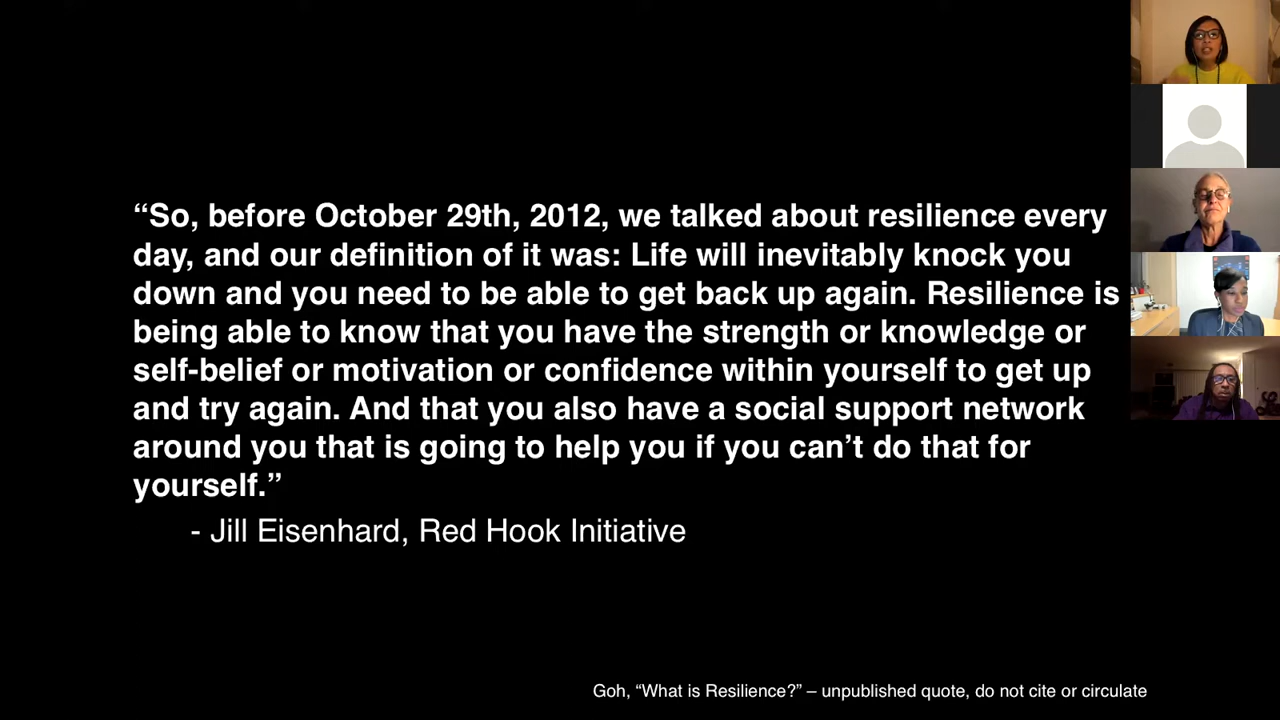 “So, before October 29th, 2012, we talked about resilience every
day, and our definition of it was: Life will inevitably knock you
down and you need to be able to get back up again. Resilience is
being able to know that you have the strength or knowledge or
self-belief or motivation or confidence within yourself to get up
and try again. And that you also have a social support network
around you that is going to help you if you can’t do that for
yourself.”
- Jill Eisenhard, Red Hook Initiative
Goh, “What is Resilience?” – unpublished quote, do not cite or circulate